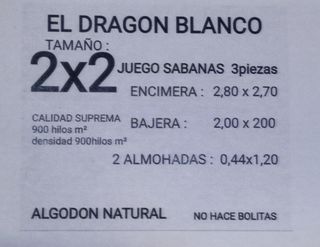 EL DRAGON BLANCO
TAMAÑO :
2x2 JUEGO SABANAS 3piezas
ENCIMERA : 2,80 x 2,70
CALIDAD SUPREMA
900 hilos m²
densidad 900hilos m²
BAJERA : 2,00 x 200
2 ALMOHADAS : 0,44x1,20
ALGODON NATURAL NO HACE BOLITAS